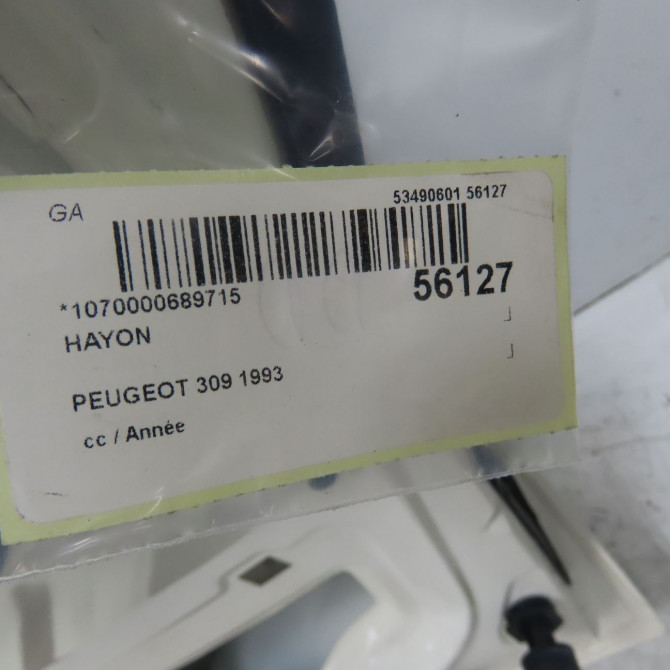 GA
53490601 56127
*1070000689715
56127
HAYON
PEUGEOT 309 1993
cc / Année